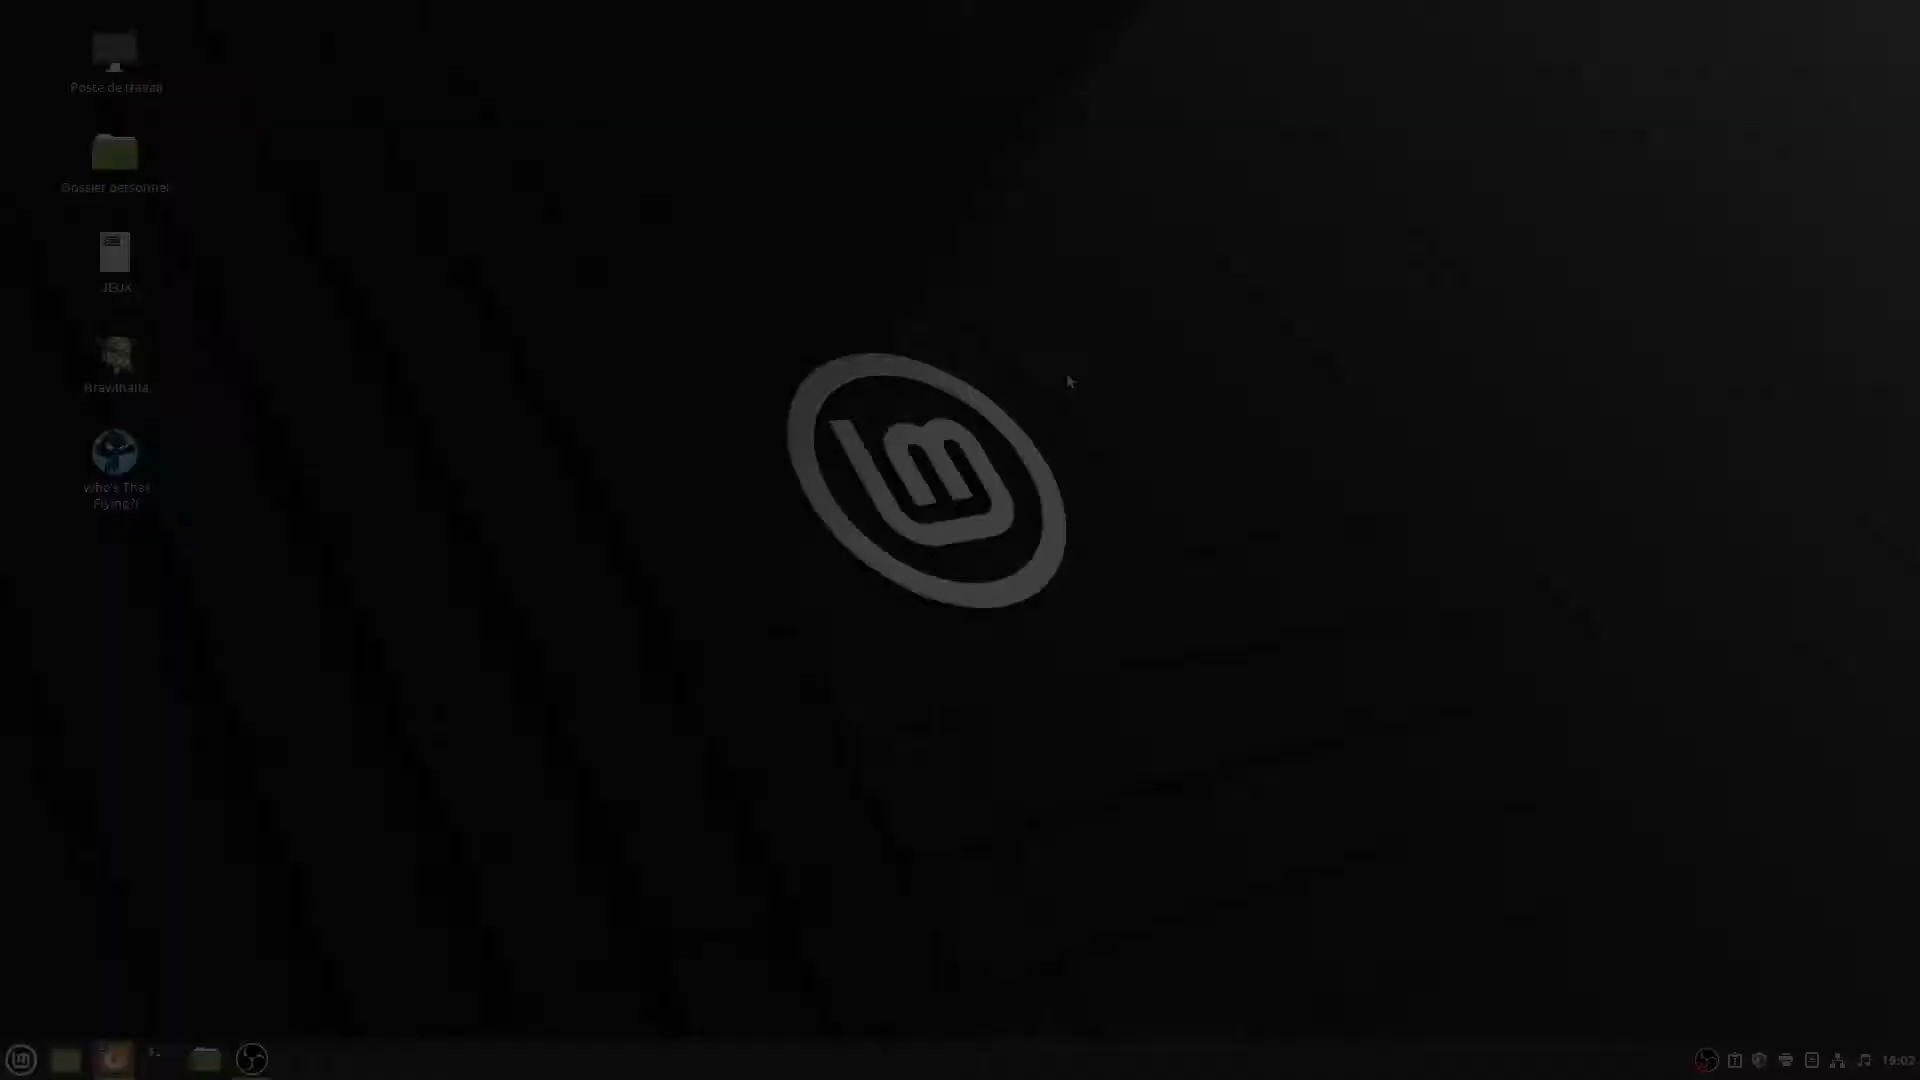 Poste de travail
Dossier personnel
JEUX
Brawlhalla
Who's That
Flying?!
19:02